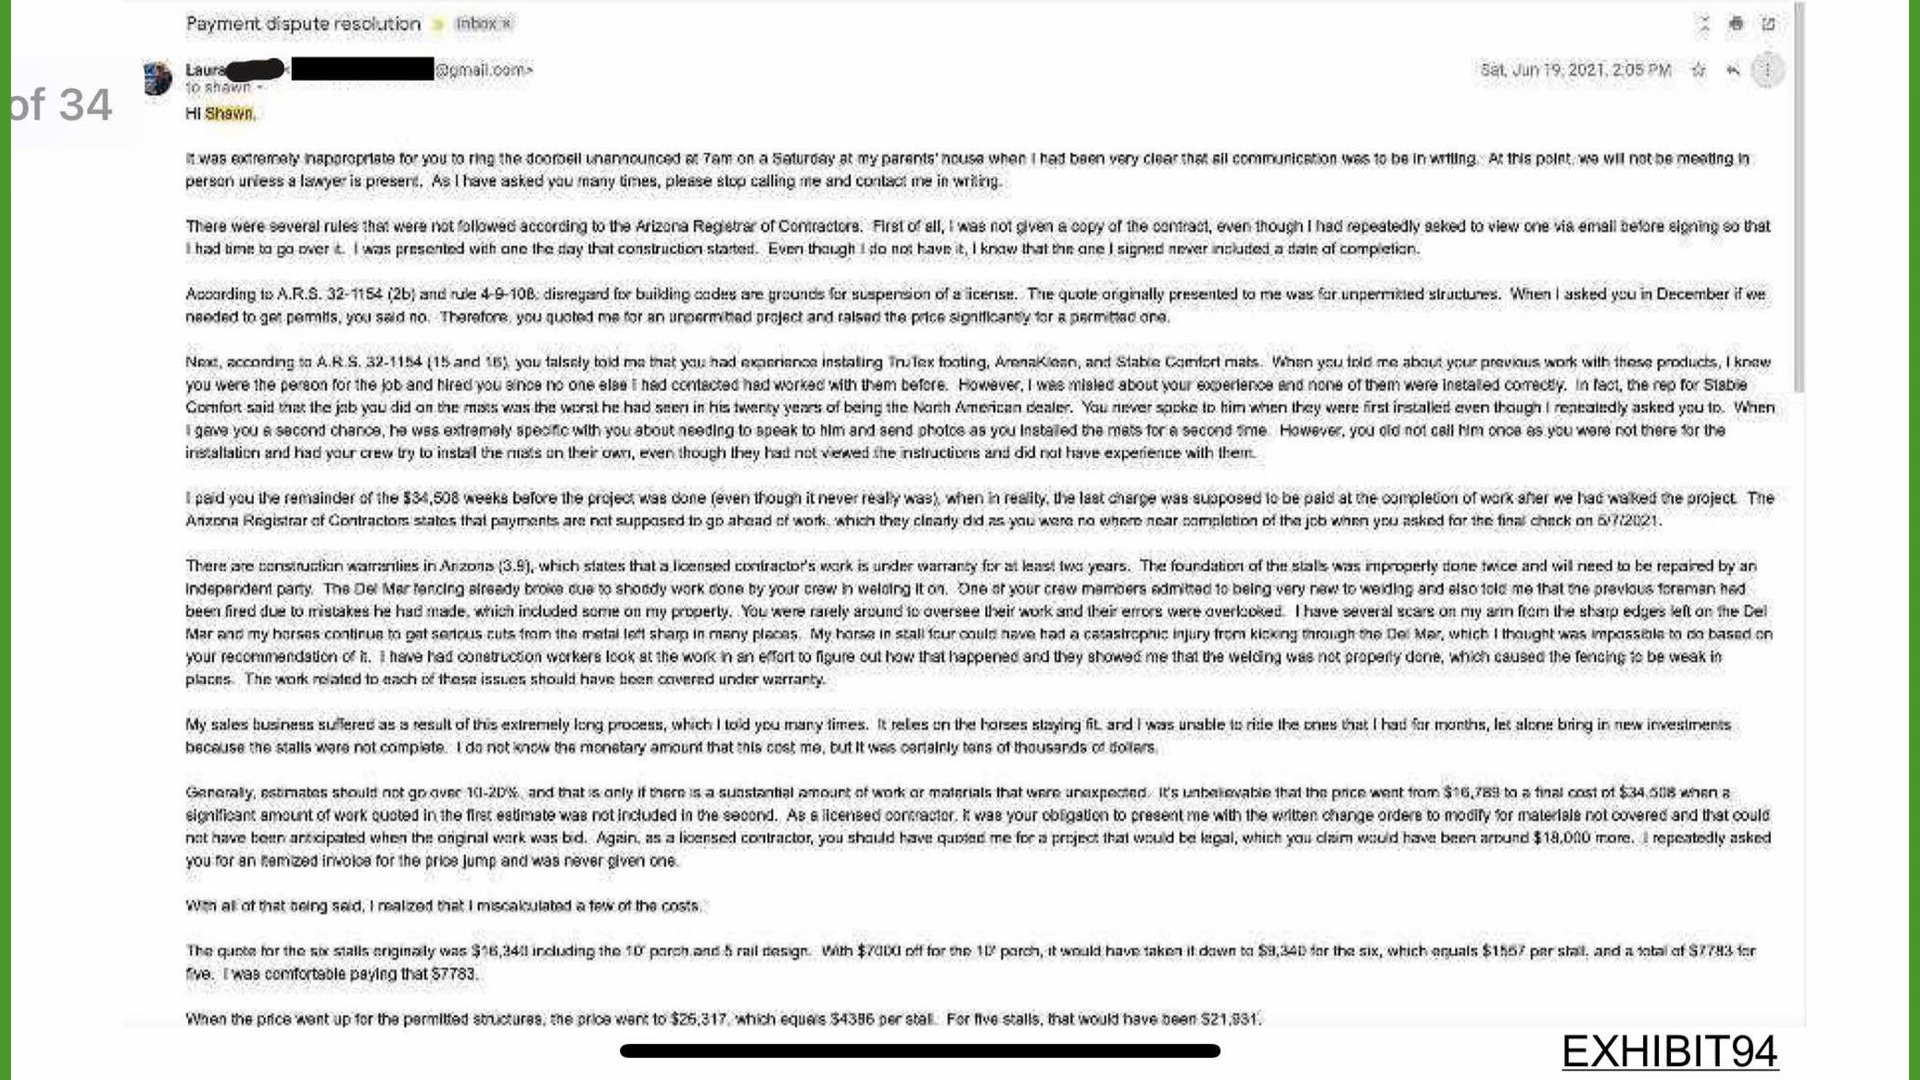 Payment dispute resolution Inbox ×
Laura @gmail.com> Sat, Jun 19, 2021, 2:05 PM
to shawn
of 34
Hi Shawn,
It was extremely inappropriate for you to ring the doorbell unannounced at 7am on a Saturday at my parents' house when I had been very clear that all communication was to be in writing. At this point, we will not be meeting in
person unless a lawyer is present. As I have asked you many times, please stop calling me and contact me in writing.
There were several rules that were not followed according to the Arizona Registrar of Contractors. First of all, I was not given a copy of the contract, even though I had repeatedly asked to view one via email before signing so that
I had time to go over it. I was presented with one the day that construction started. Even though I do not have it, I know that the one I signed never included a date of completion.
According to A.R.S. 32-1154 (2b) and rule 4-9-108, disregard for building codes are grounds for suspension of a license. The quote originally presented to me was for unpermitted structures. When I asked you in December if we
needed to get permits, you said no. Therefore, you quoted me for an unpermitted project and raised the price significantly for a permitted one.
Next, according to A.R.S. 32-1154 (15 and 16), you falsely told me that you had experience installing TruTex footing, ArenaKleen, and Stable Comfort mats. When you told me about your previous work with these products, I knew
you were the person for the job and hired you since no one else I had contacted had worked with them before. However, I was misled about your experience and none of them were installed correctly. In fact, the rep for Stable
Comfort said that the job you did on the mats was the worst he had seen in his twenty years of being the North American dealer. You never spoke to him when they were first installed even though I repeatedly asked you to. When
I gave you a second chance, he was extremely specific with you about needing to speak to him and send photos as you installed the mats for a second time. However, you did not call him once as you were not there for the
installation and had your crew try to install the mats on their own, even though they had not viewed the instructions and did not have experience with them.
I paid you the remainder of the $34,508 weeks before the project was done (even though it never really was), when in reality, the last charge was supposed to be paid at the completion of work after we had walked the project. The
Arizona Registrar of Contractors states that payments are not supposed to go ahead of work, which they clearly did as you were no where near completion of the job when you asked for the final check on 5/7/2021.
There are construction warranties in Arizona (3.9), which states that a licensed contractor's work is under warranty for at least two years. The foundation of the stalls was improperly done twice and will need to be repaired by an
independent party. The Del Mar fencing already broke due to shoddy work done by your crew in welding it on. One of your crew members admitted to being very new to welding and also told me that the previous foreman had
been fired due to mistakes he had made, which included some on my property. You were rarely around to oversee their work and their errors were overlooked. I have several scars on my arm from the sharp edges left on the Del
Mar and my horses continue to get serious cuts from the metal left sharp in many places. My horse in stall four could have had a catastrophic injury from kicking through the Del Mar, which I thought was impossible to do based on
your recommendation of it. I have had construction workers look at the work in an effort to figure out how that happened and they showed me that the welding was not properly done, which caused the fencing to be weak in
places. The work related to each of these issues should have been covered under warranty.
My sales business suffered as a result of this extremely long process, which I told you many times. It relies on the horses staying fit, and I was unable to ride the ones that I had for months, let alone bring in new investments
because the stalls were not complete. I do not know the monetary amount that this cost me, but it was certainly tens of thousands of dollars.
Generally, estimates should not go over 10-20%, and that is only if there is a substantial amount of work or materials that were unexpected. It's unbelievable that the price went from $16,789 to a final cost of $34,508 when a
significant amount of work quoted in the first estimate was not included in the second. As a licensed contractor, it was your obligation to present me with the written change orders to modify for materials not covered and that could
not have been anticipated when the original work was bid. Again, as a licensed contractor, you should have quoted me for a project that would be legal, which you claim would have been around $18,000 more. I repeatedly asked
you for an itemized invoice for the price jump and was never given one.
With all of that being said, I realized that I miscalculated a few of the costs.
The quote for the six stalls originally was $16,340 including the 10' porch and 5 rail design. With $7000 off for the 10' porch, it would have taken it down to $9,340 for the six, which equals $1557 per stall, and a total of $7783 for
five. I was comfortable paying that $7783.
When the price went up for the permitted structures, the price went to $26,317, which equals $4386 per stall. For five stalls, that would have been $21,931.
EXHIBIT94